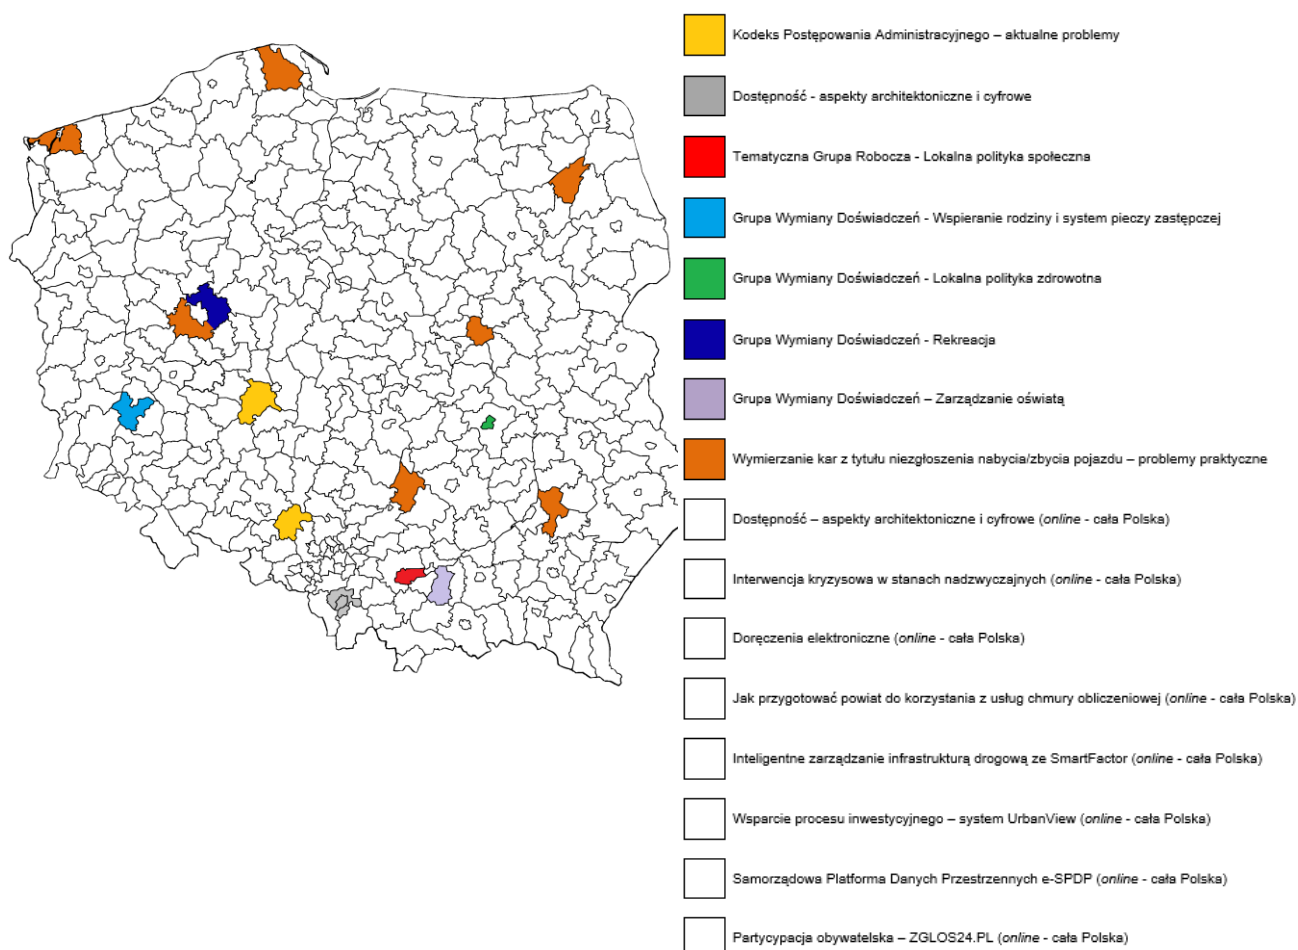 Kodeks Postępowania Administracyjnego – aktualne problemy
Dostępność - aspekty architektoniczne i cyfrowe
Tematyczna Grupa Robocza - Lokalna polityka społeczna
Grupa Wymiany Doświadczeń - Wspieranie rodziny i system pieczy zastępczej
Grupa Wymiany Doświadczeń - Lokalna polityka zdrowotna
Grupa Wymiany Doświadczeń - Rekreacja
Grupa Wymiany Doświadczeń – Zarządzanie oświatą
Wymierzanie kar z tytułu niezgłoszenia nabycia/zbycia pojazdu – problemy praktyczne
Dostępność – aspekty architektoniczne i cyfrowe (online - cała Polska)
Interwencja kryzysowa w stanach nadzwyczajnych (online - cała Polska)
Doręczenia elektroniczne (online - cała Polska)
Jak przygotować powiat do korzystania z usług chmury obliczeniowej (online - cała Polska)
Inteligentne zarządzanie infrastrukturą drogową ze SmartFactor (online - cała Polska)
Wsparcie procesu inwestycyjnego – system UrbanView (online - cała Polska)
Samorządowa Platforma Danych Przestrzennych e-SPDP (online - cała Polska)
Partycypacja obywatelska – ZGLOS24.PL (online - cała Polska)